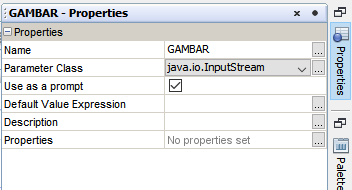 GAMBAR - Properties
Properties
Name GAMBAR ...
Parameter Class java.io.InputStream ...
Use as a prompt
Default Value Expression ...
Description ...
Properties No properties set ...
Properties
Palette